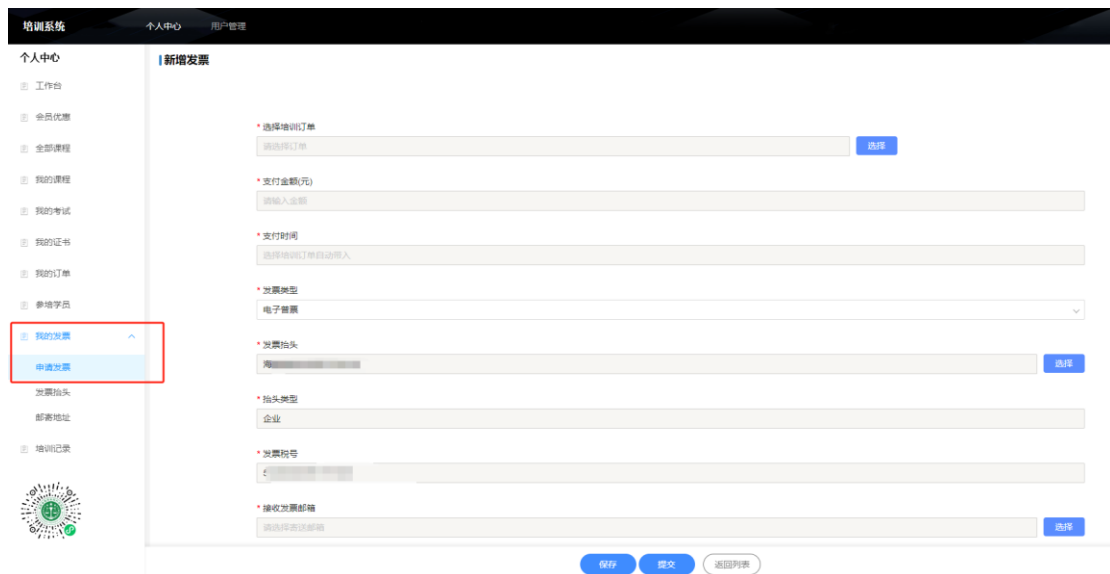 培训系统
个人中心
用户管理
个人中心
工作台
会员优惠
全部课程
我的课程
我的考试
我的证书
我的订单
参培学员
我的发票
申请发票
发票抬头
邮寄地址
培训记录
新增发票
* 选择培训订单
请选择订单
选择
* 支付金额(元)
请输入金额
* 支付时间
选择培训订单自动带入
* 发票类型
电子普票
* 发票抬头
选择
* 抬头类型
企业
* 发票税号
* 接收发票邮箱
请选择寄送邮箱
选择
保存
提交
返回列表